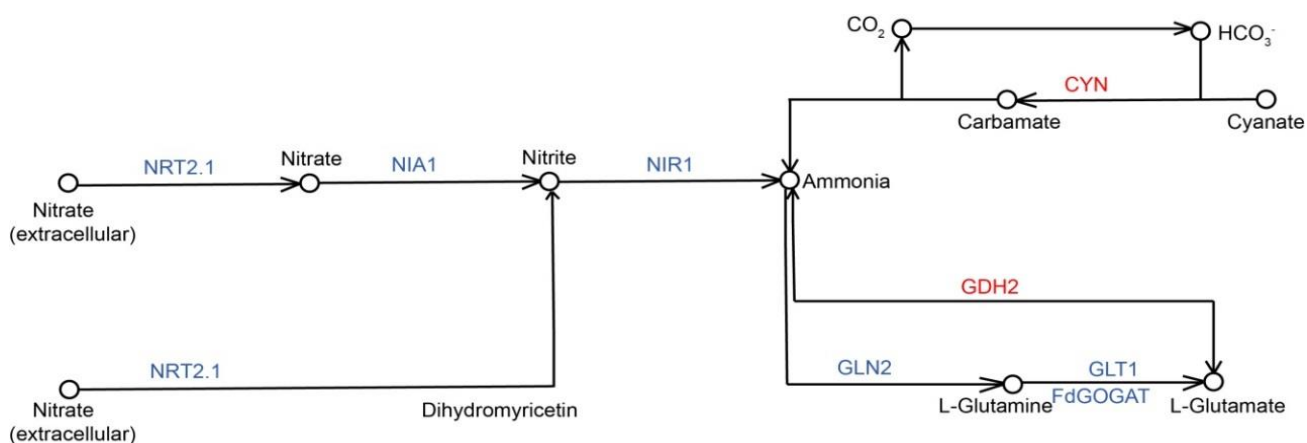 CO₂
HCO₃⁻
CYN
Carbamate
Cyanate
NRT2.1
Nitrate
NIA1
Nitrite
NIR1
Ammonia
Nitrate
(extracellular)
GDH2
NRT2.1
GLN2
GLT1
Nitrate
(extracellular)
Dihydromyricetin
L-Glutamine
FdGOGAT
L-Glutamate